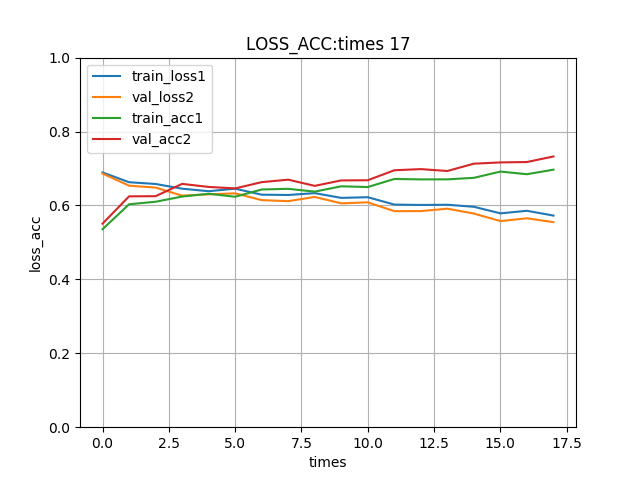 LOSS_ACC:times 17
train_loss1
val_loss2
train_acc1
val_acc2
loss_acc
1.0
0.8
0.6
0.4
0.2
0.0
0.0 2.5 5.0 7.5 10.0 12.5 15.0 17.5
times